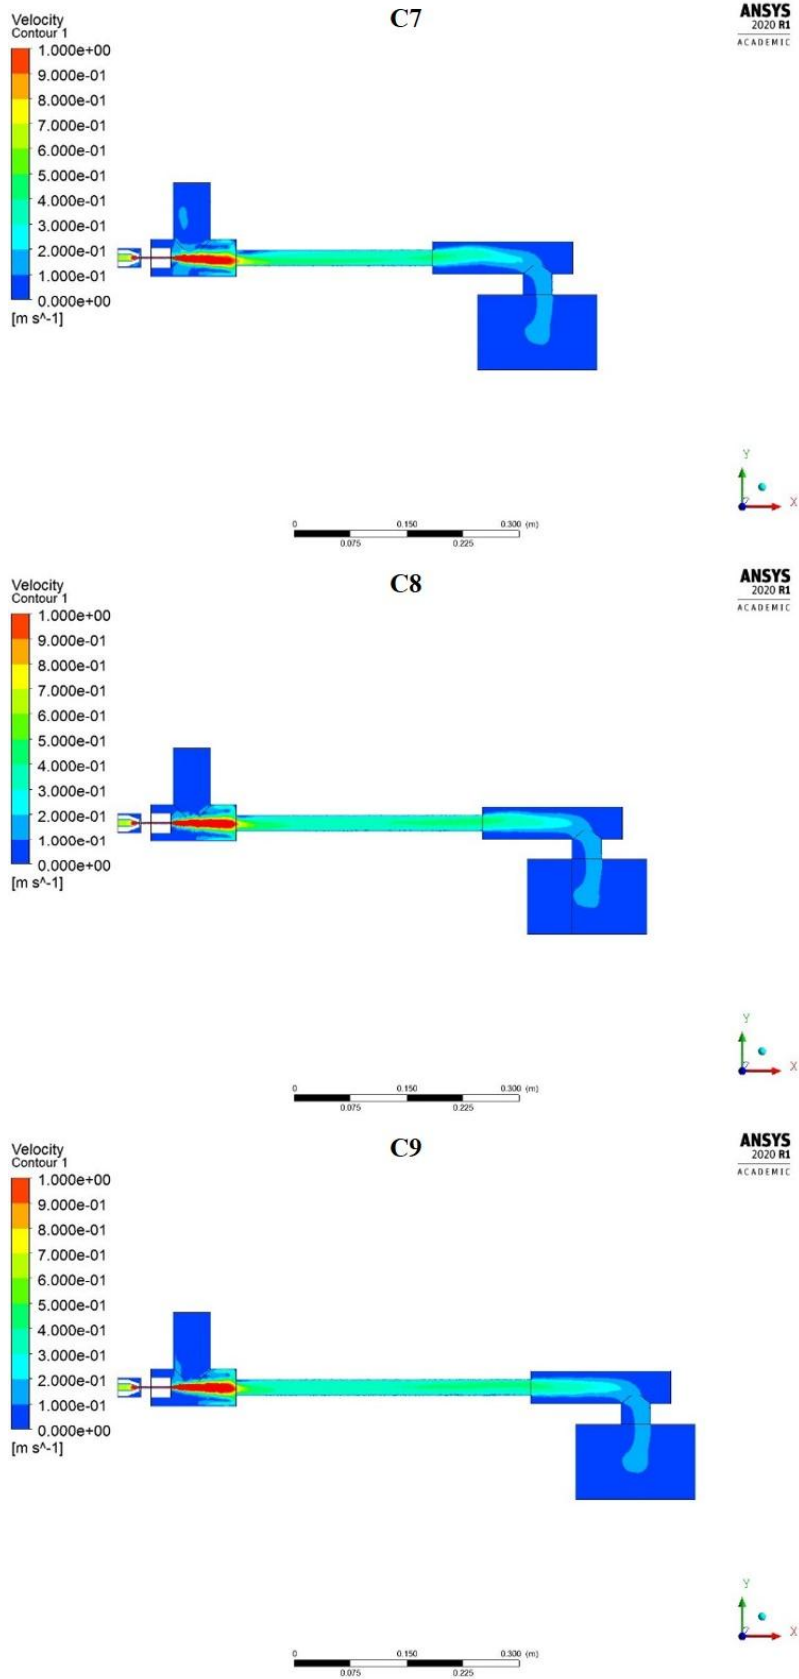 C7
ANSYS
2020 R1
ACADEMIC
Velocity
Contour 1
1.000e+00
9.000e-01
8.000e-01
7.000e-01
6.000e-01
5.000e-01
4.000e-01
3.000e-01
2.000e-01
1.000e-01
0.000e+00
[m s^-1]
Y
Z
X
0 0.150 0.300 (m)
0.075 0.225
C8
ANSYS
2020 R1
ACADEMIC
Velocity
Contour 1
1.000e+00
9.000e-01
8.000e-01
7.000e-01
6.000e-01
5.000e-01
4.000e-01
3.000e-01
2.000e-01
1.000e-01
0.000e+00
[m s^-1]
Y
Z
X
0 0.150 0.300 (m)
0.075 0.225
C9
ANSYS
2020 R1
ACADEMIC
Velocity
Contour 1
1.000e+00
9.000e-01
8.000e-01
7.000e-01
6.000e-01
5.000e-01
4.000e-01
3.000e-01
2.000e-01
1.000e-01
0.000e+00
[m s^-1]
Y
Z
X
0 0.150 0.300 (m)
0.075 0.225